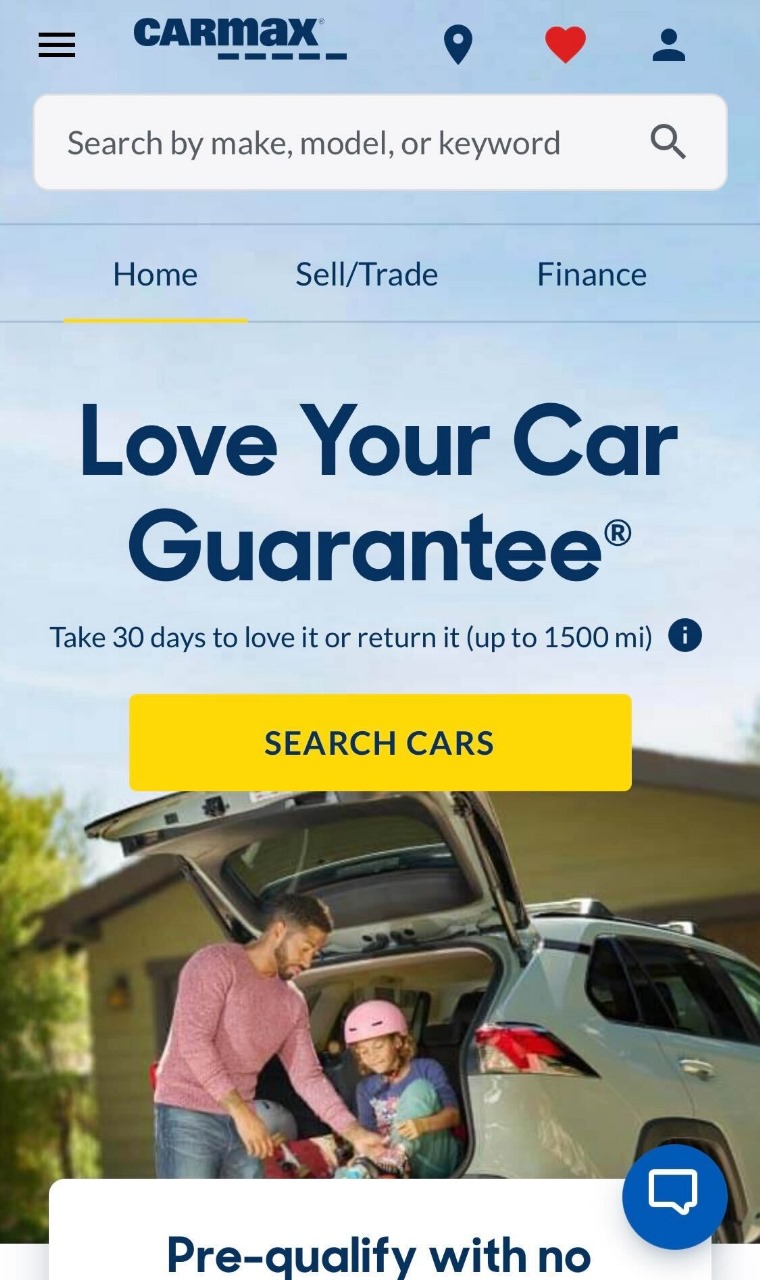 CARMAX®
Search by make, model, or keyword
Home Sell/Trade Finance
Love Your Car
Guarantee®
Take 30 days to love it or return it (up to 1500 mi) i
SEARCH CARS
Pre-qualify with no